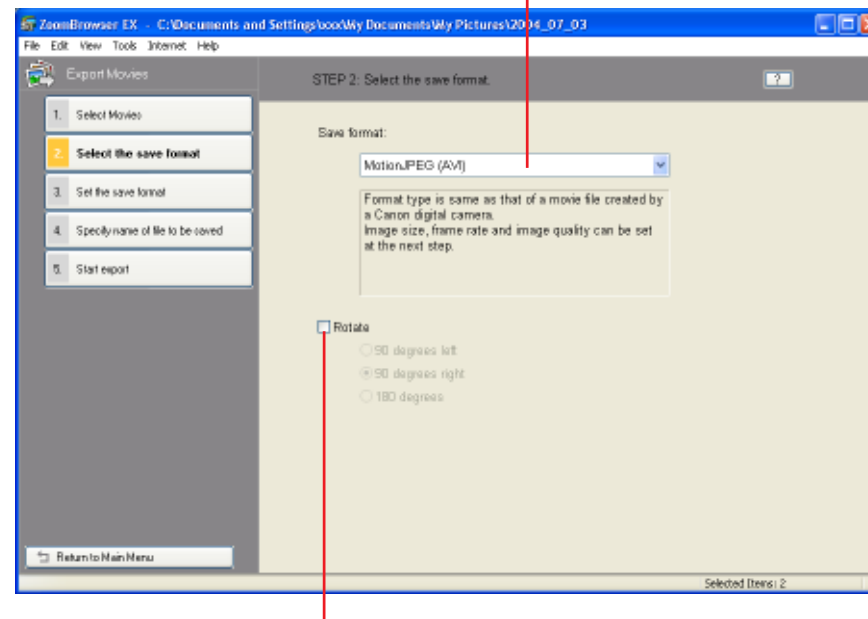 ZoomBrowser EX - C:\Documents and Settings\xxx\My Documents\My Pictures\2004_07_03
File Edit View Tools Internet Help
Export Movies
STEP 2: Select the save format.
?
1. Select Movies
2. Select the save format
3. Set the save format
4. Specify name of file to be saved
5. Start export
Save format:
MotionJPEG (AVI)
Format type is same as that of a movie file created by
a Canon digital camera.
Image size, frame rate and image quality can be set
at the next step.
Rotate
90 degrees left
90 degrees right
180 degrees
Return to Main Menu
Selected Items: 2